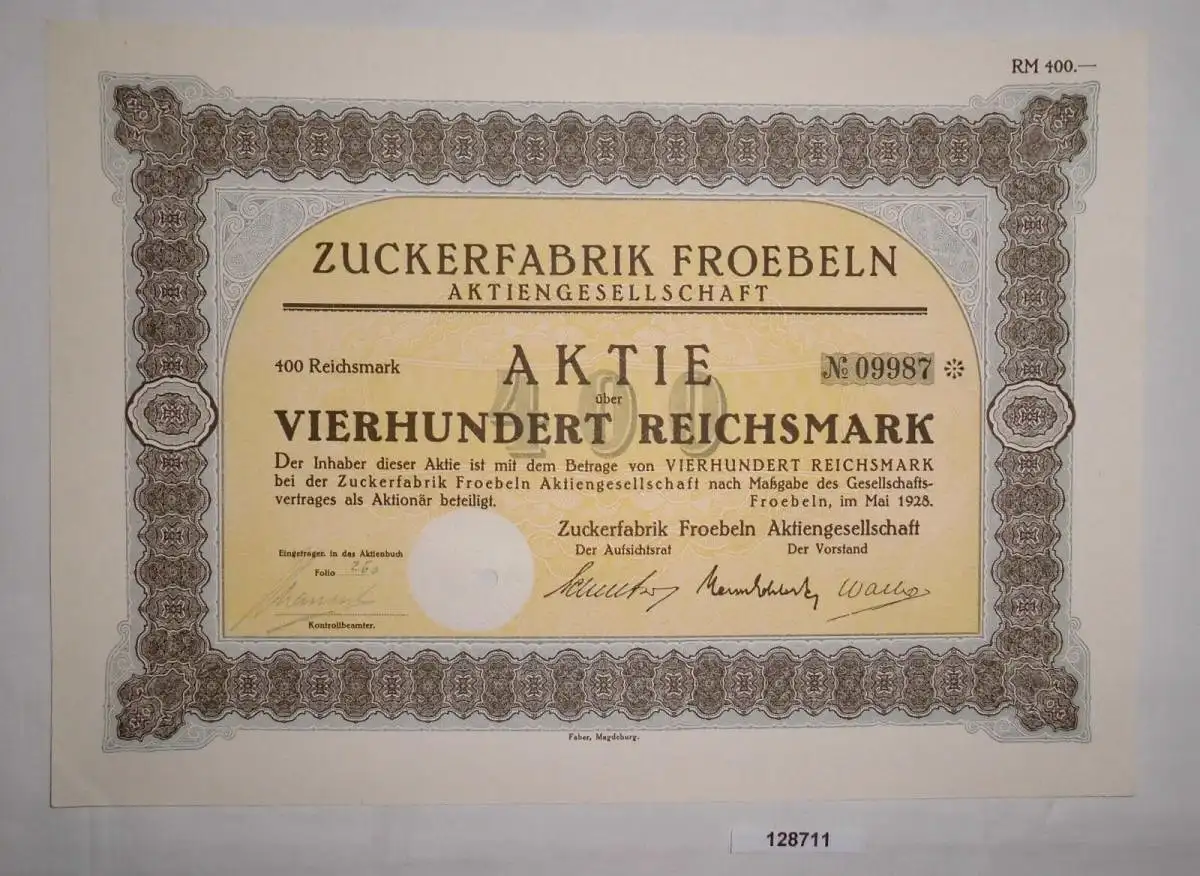 RM 400.—
ZUCKERFABRIK FROEBELN
AKTIENGESELLSCHAFT
400 Reichsmark
AKTIE
№ 09987
400
über
VIERHUNDERT REICHSMARK
Der Inhaber dieser Aktie ist mit dem Betrage von VIERHUNDERT REICHSMARK
bei der Zuckerfabrik Froebeln Aktiengesellschaft nach Maßgabe des Gesellschafts-
vertrages als Aktionär beteiligt.
Froebeln, im Mai 1928.
Zuckerfabrik Froebeln Aktiengesellschaft
Der Aufsichtsrat
Der Vorstand
Eingetragen in das Aktienbuch
Folio
Kontrollbeamter.
Faber, Magdeburg.
128711